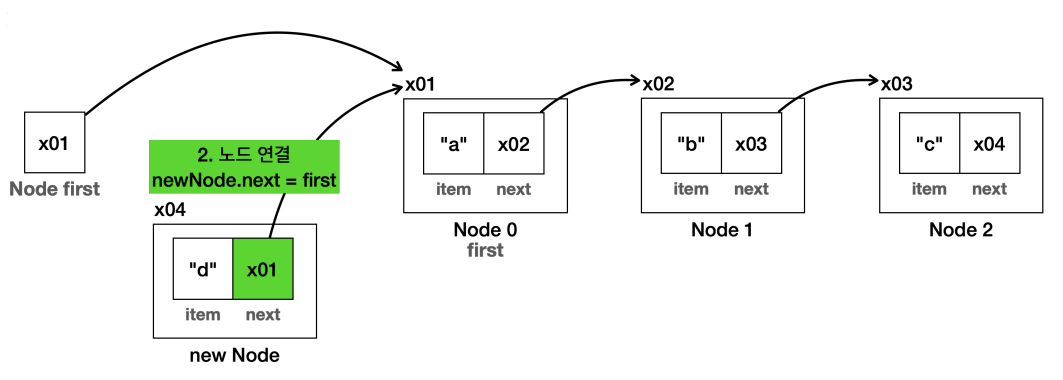 x01
Node first
2. 노드 연결
newNode.next = first
x04
"d" x01
item next
new Node
x01
"a" x02
item next
Node 0
first
x02
"b" x03
item next
Node 1
x03
"c" x04
item next
Node 2